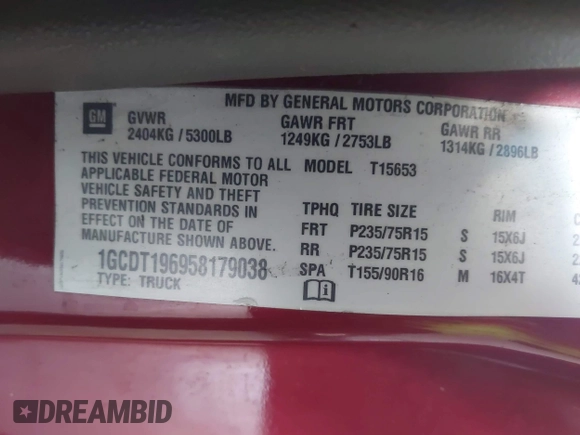 MFD BY GENERAL MOTORS CORPORATION
GM
GVWR GAWR FRT GAWR RR
2404KG / 5300LB 1249KG / 2753LB 1314KG / 2896LB
THIS VEHICLE CONFORMS TO ALL MODEL T15653
APPLICABLE FEDERAL MOTOR
VEHICLE SAFETY AND THEFT
PREVENTION STANDARDS IN TPHQ TIRE SIZE RIM
EFFECT ON THE DATE OF FRT P235/75R15 S 15X6J
MANUFACTURE SHOWN ABOVE. RR P235/75R15 S 15X6J
1GCDT196958179038 SPA T155/90R16 M 16X4T
TYPE: TRUCK
DREAMBID